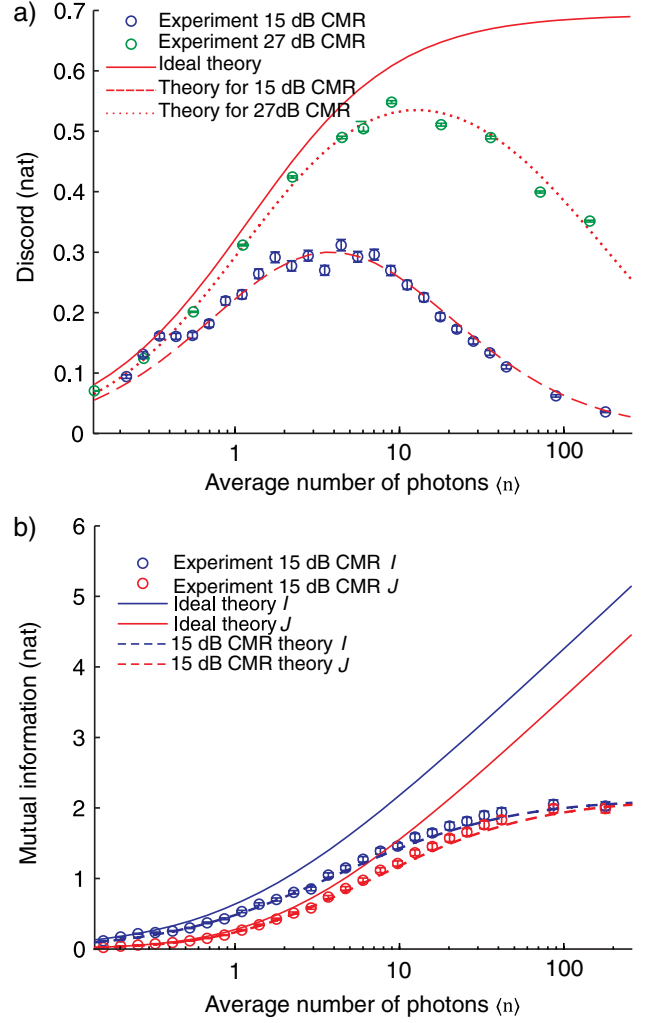 a)
0.7
0.6
0.5
0.4
0.3
0.2
0.1
0
Discord (nat)
Experiment 15 dB CMR
Experiment 27 dB CMR
Ideal theory
Theory for 15 dB CMR
Theory for 27dB CMR
1
10
100
Average number of photons ⟨n⟩
b)
6
5
4
3
2
1
0
Mutual information (nat)
Experiment 15 dB CMR I
Experiment 15 dB CMR J
Ideal theory I
Ideal theory J
15 dB CMR theory I
15 dB CMR theory J
1
10
100
Average number of photons ⟨n⟩